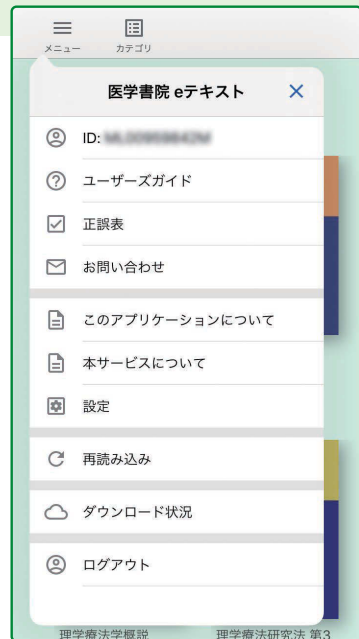 メニュー
カテゴリ
医学書院 eテキスト
ID:
ユーザーズガイド
正誤表
お問い合わせ
このアプリケーションについて
本サービスについて
設定
再読み込み
ダウンロード状況
ログアウト
理学療法学概説
理学療法研究法 第3